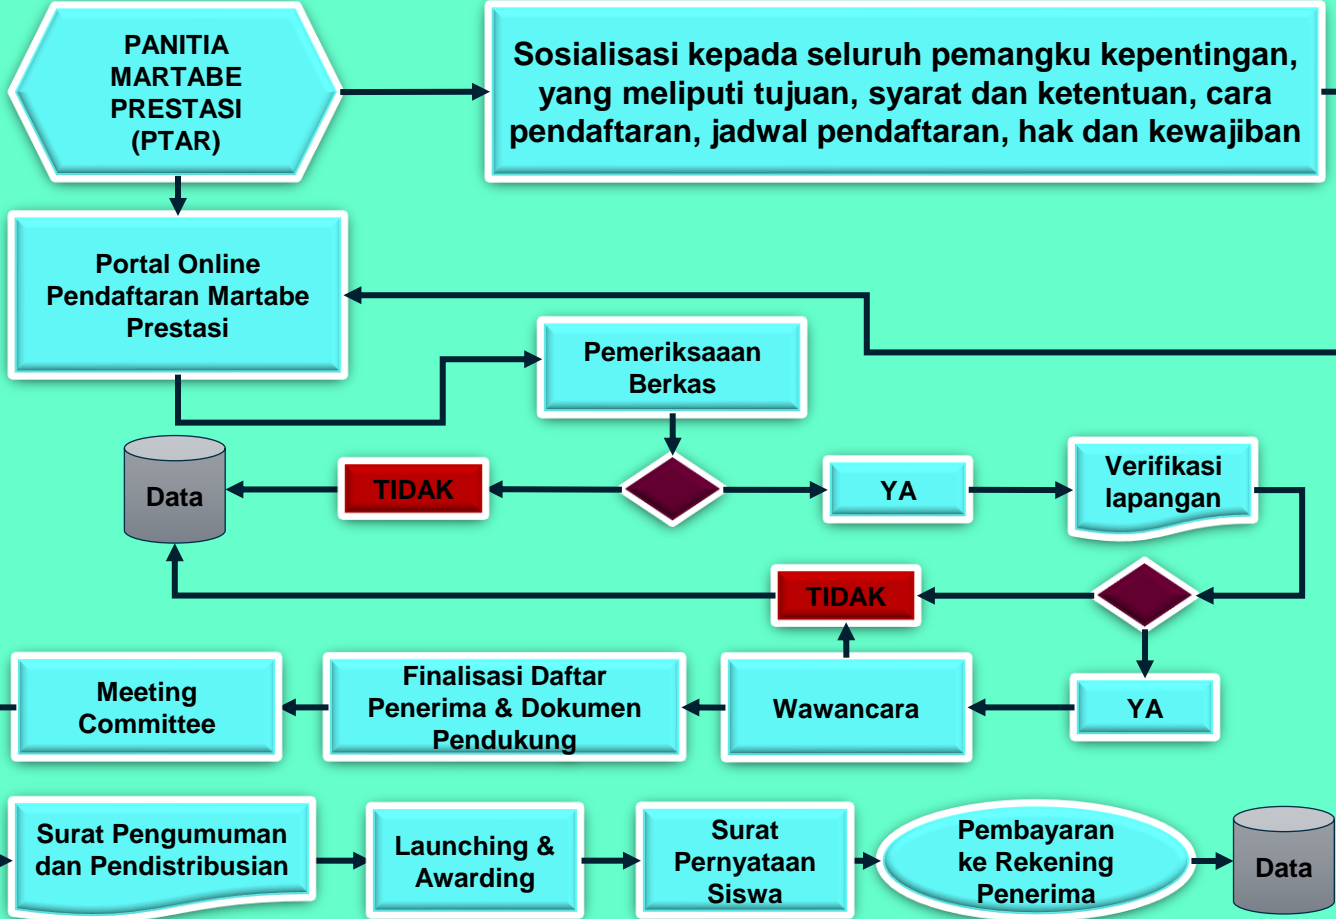 PANITIA
MARTABE
PRESTASI
(PTAR)
Sosialisasi kepada seluruh pemangku kepentingan,
yang meliputi tujuan, syarat dan ketentuan, cara
pendaftaran, jadwal pendaftaran, hak dan kewajiban
Portal Online
Pendaftaran Martabe
Prestasi
Pemeriksaaan
Berkas
Data
TIDAK
YA
Verifikasi
lapangan
TIDAK
Meeting
Committee
Finalisasi Daftar
Penerima & Dokumen
Pendukung
Wawancara
YA
Surat Pengumuman
dan Pendistribusian
Launching &
Awarding
Surat
Pernyataan
Siswa
Pembayaran
ke Rekening
Penerima
Data